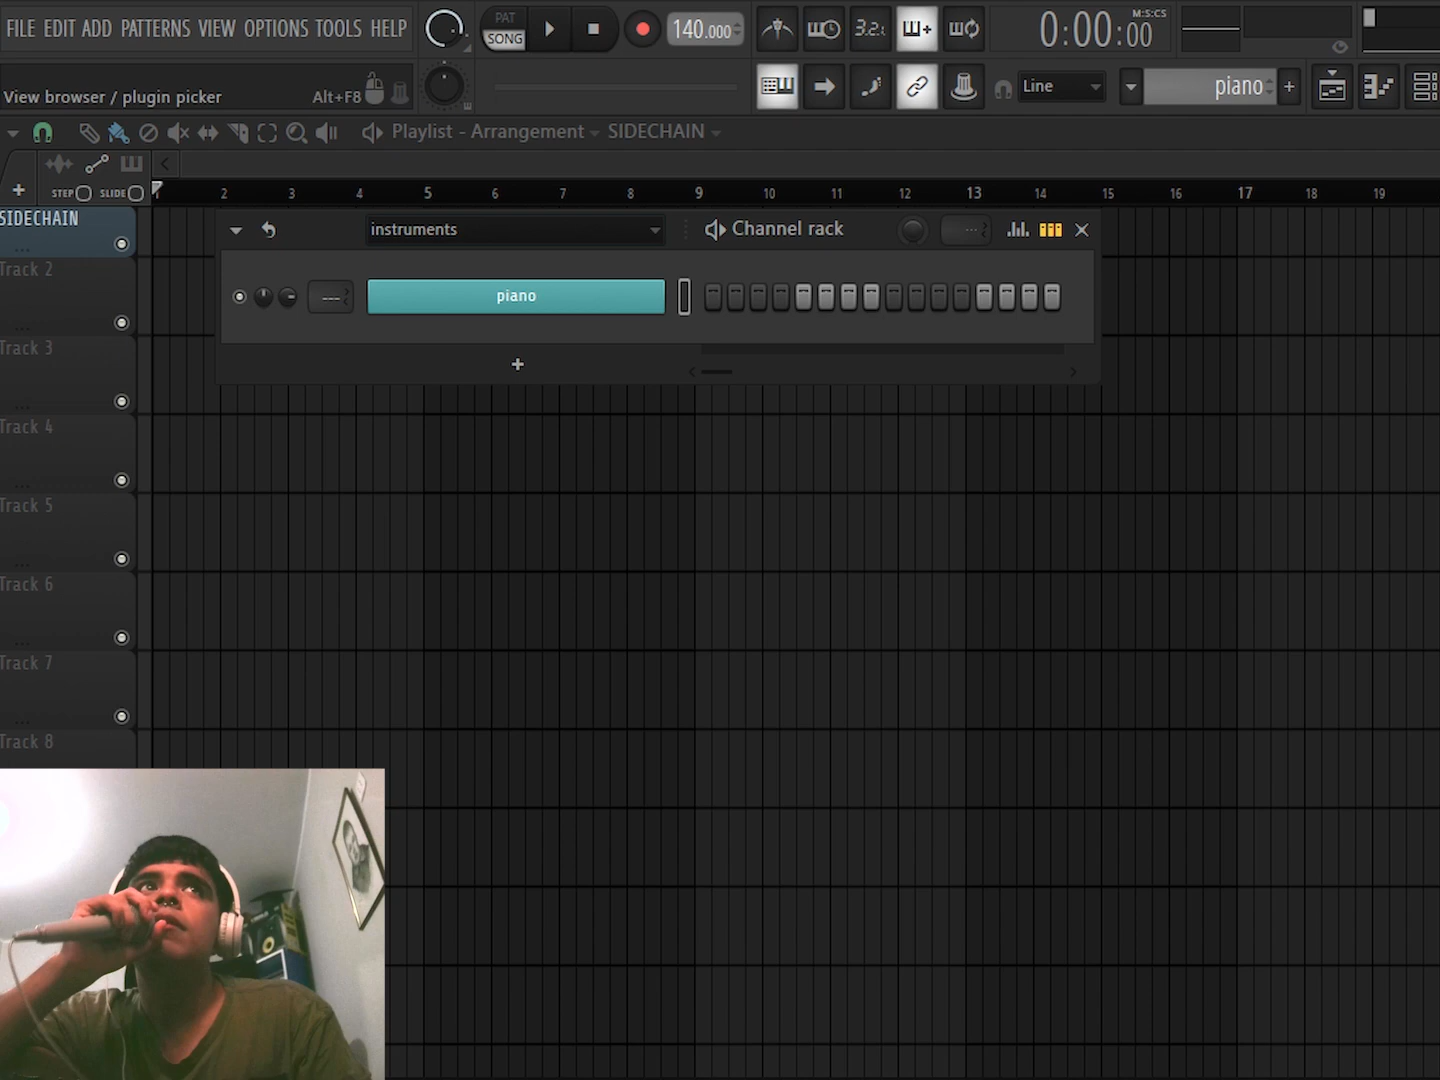 FILE EDIT ADD PATTERNS VIEW OPTIONS TOOLS HELP
PAT
SONG
140.000
3.2.
M:S:CS
0:00:00
View browser / plugin picker Alt+F8
Line
piano
Playlist - Arrangement SIDECHAIN
STEP SLIDE
1 2 3 4 5 6 7 8 9 10 11 12 13 14 15 16 17 18 19
SIDECHAIN
instruments
Channel rack
piano
Track 2
Track 3
Track 4
Track 5
Track 6
Track 7
Track 8